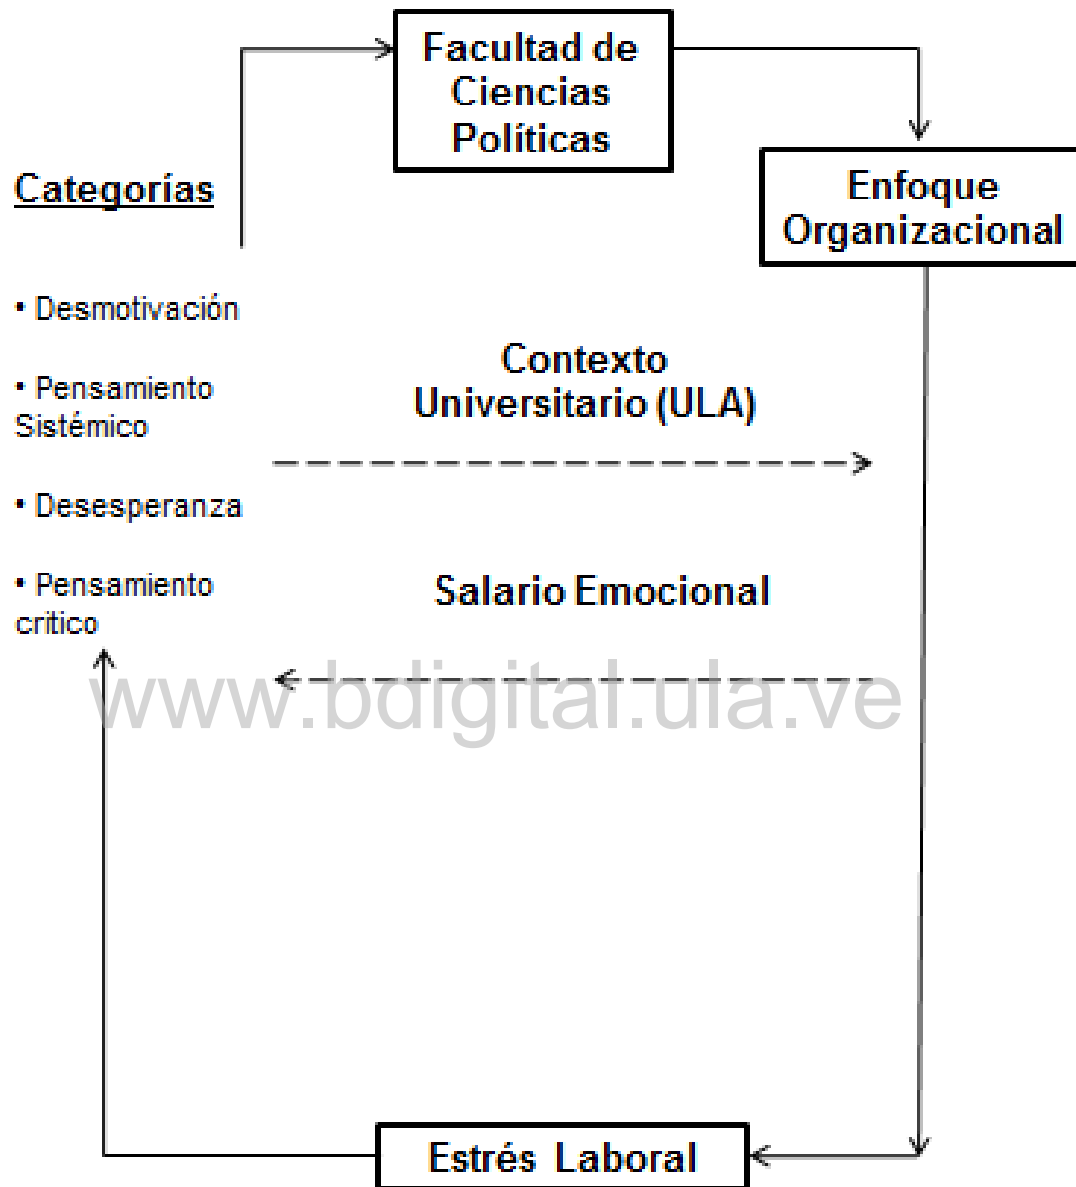 Facultad de
Ciencias
Políticas
Categorías
Enfoque
Organizacional
• Desmotivación
• Pensamiento
Sistémico
• Desesperanza
• Pensamiento
crítico
Contexto
Universitario (ULA)
Salario Emocional
www.bdigital.ula.ve
Estrés Laboral